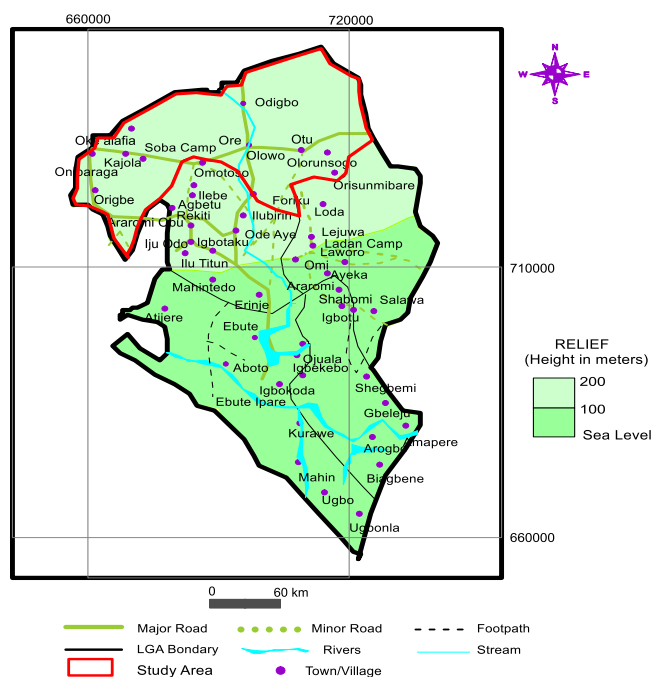 660000
720000
N
W E
S
Odigbo
Oke alafia
Soba Camp
Ore
Otu
Olowo
Olorunsogo
Kajola
Onparaga
Omotoso
Orisunmibare
Origbe
Ilebe
Agbetu
Foriku
Loda
Araromi Obu
Rekiti
Ilubirin
Iju Odo
Igbotaku
Ode Aye
Lejuwa
Ladan Camp
Ilu Titun
Omi
Laworo
710000
Ayeka
Mahintedo
Araromi
Erinje
Shabomi
Salawa
Atijere
Igbotu
Ebute
RELIEF
(Height in meters)
Ojuala
Aboto
Igbekebo
200
Igbokoda
Shegbemi
100
Ebute Ipare
Gbeleju
Sea Level
Kurawe
Amapere
Arogbo
Mahin
Biagbene
Ugbo
Ugbonla
660000
0 60 km
Major Road
Minor Road
Footpath
LGA Bondary
Rivers
Stream
Study Area
Town/Village